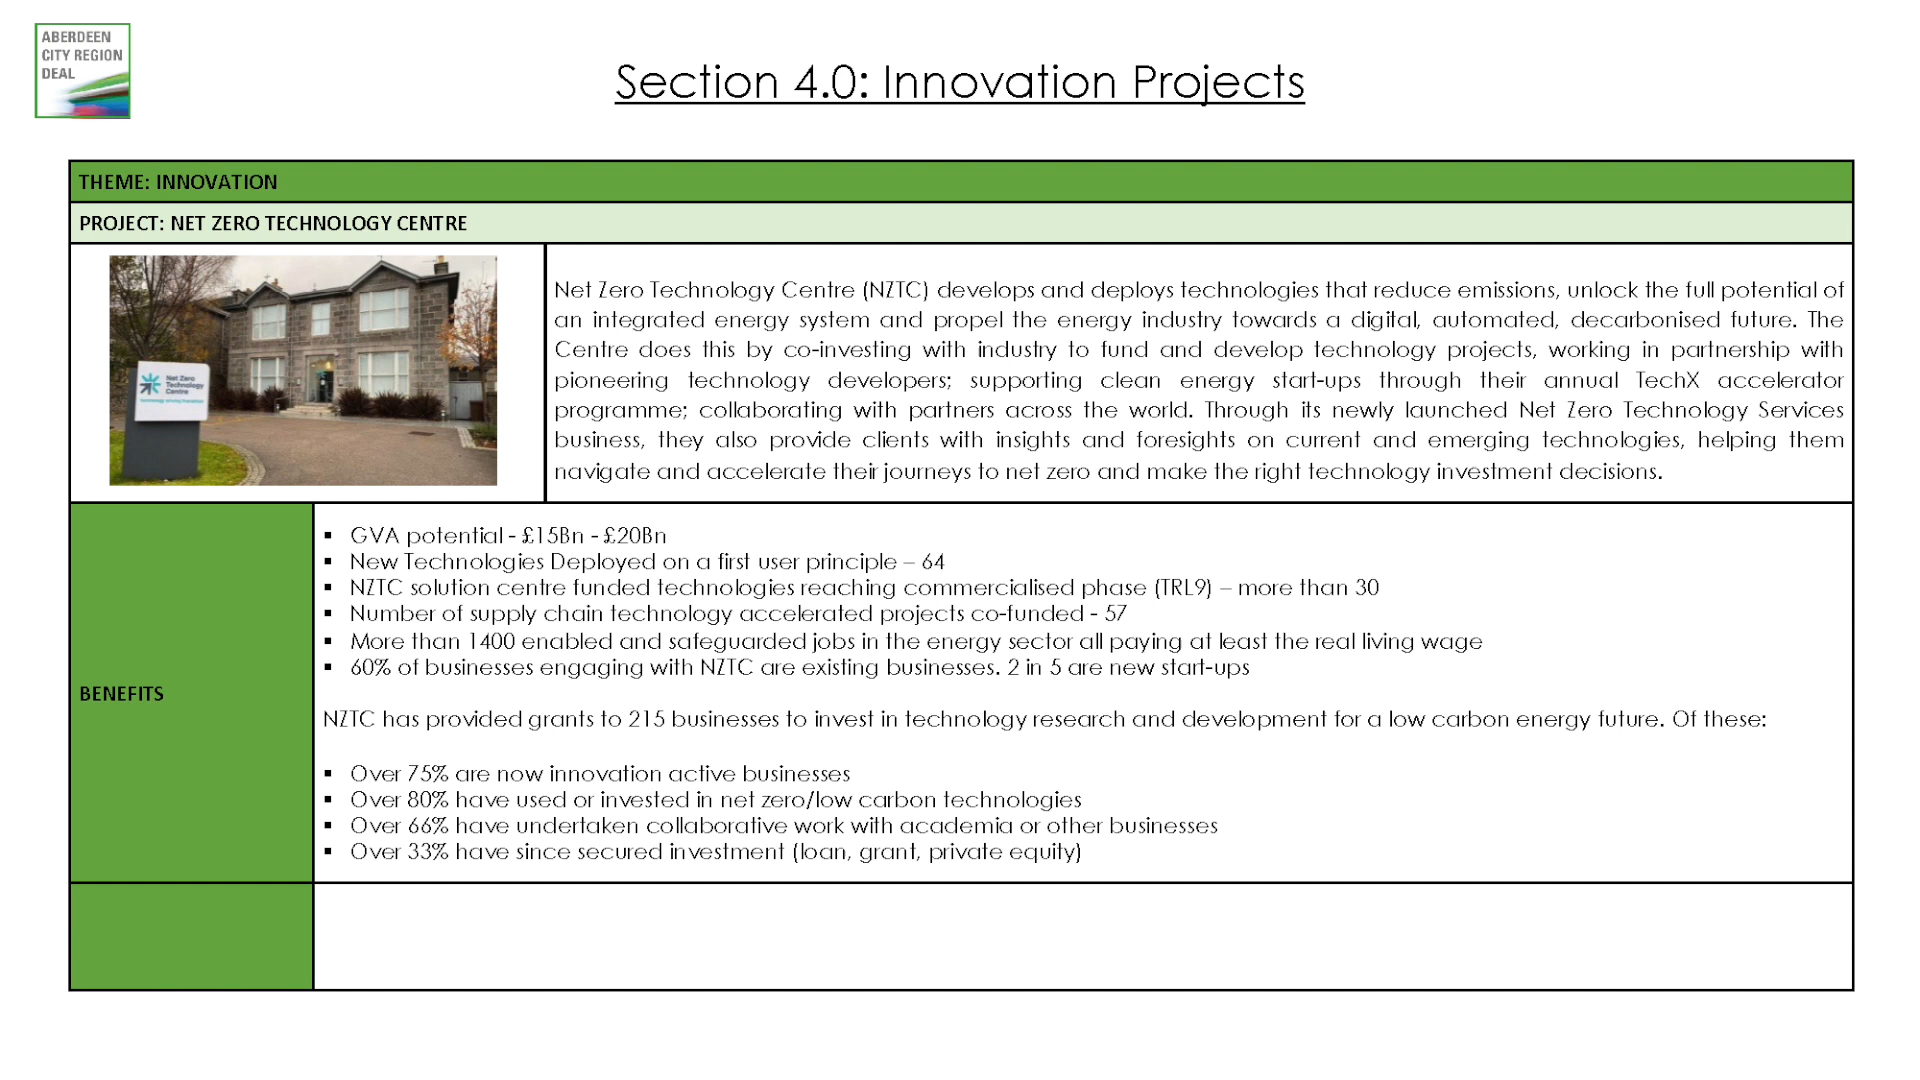 ABERDEEN
CITY REGION
DEAL
Section 4.0: Innovation Projects
THEME: INNOVATION
PROJECT: NET ZERO TECHNOLOGY CENTRE
Net Zero
Technology
Centre
Net Zero Technology Centre (NZTC) develops and deploys technologies that reduce emissions, unlock the full potential of
an integrated energy system and propel the energy industry towards a digital, automated, decarbonised future. The
Centre does this by co-investing with industry to fund and develop technology projects, working in partnership with
pioneering technology developers; supporting clean energy start-ups through their annual TechX accelerator
programme; collaborating with partners across the world. Through its newly launched Net Zero Technology Services
business, they also provide clients with insights and foresights on current and emerging technologies, helping them
navigate and accelerate their journeys to net zero and make the right technology investment decisions.
BENEFITS
▪ GVA potential - £15Bn - £20Bn
▪ New Technologies Deployed on a first user principle – 64
▪ NZTC solution centre funded technologies reaching commercialised phase (TRL9) – more than 30
▪ Number of supply chain technology accelerated projects co-funded - 57
▪ More than 1400 enabled and safeguarded jobs in the energy sector all paying at least the real living wage
▪ 60% of businesses engaging with NZTC are existing businesses. 2 in 5 are new start-ups
NZTC has provided grants to 215 businesses to invest in technology research and development for a low carbon energy future. Of these:
▪ Over 75% are now innovation active businesses
▪ Over 80% have used or invested in net zero/low carbon technologies
▪ Over 66% have undertaken collaborative work with academia or other businesses
▪ Over 33% have since secured investment (loan, grant, private equity)